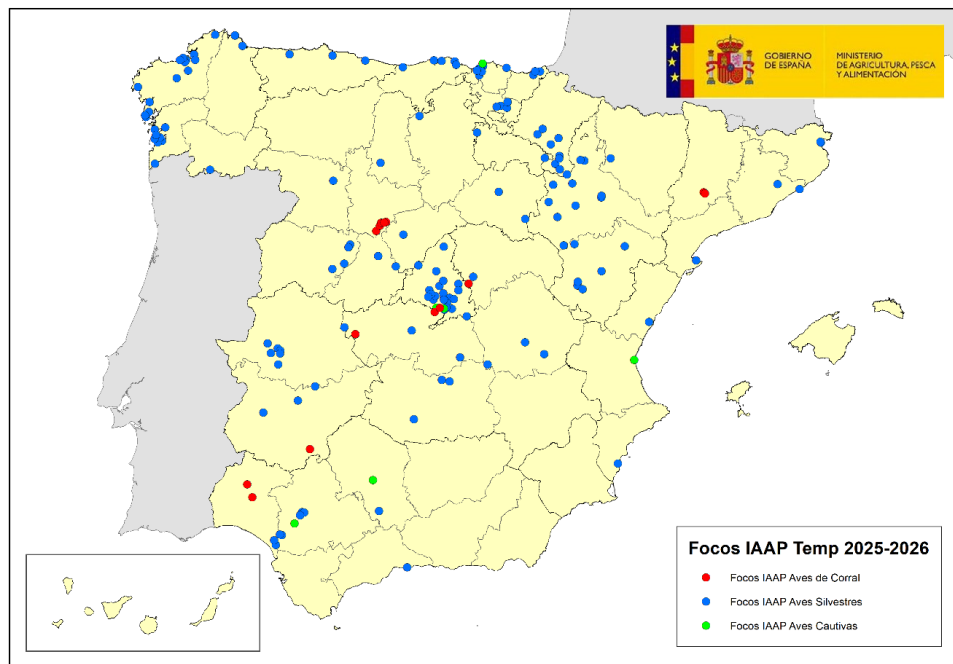 GOBIERNO
DE ESPAÑA
MINISTERIO
DE AGRICULTURA, PESCA
Y ALIMENTACIÓN
Focos IAAP Temp 2025-2026
Focos IAAP Aves de Corral
Focos IAAP Aves Silvestres
Focos IAAP Aves Cautivas